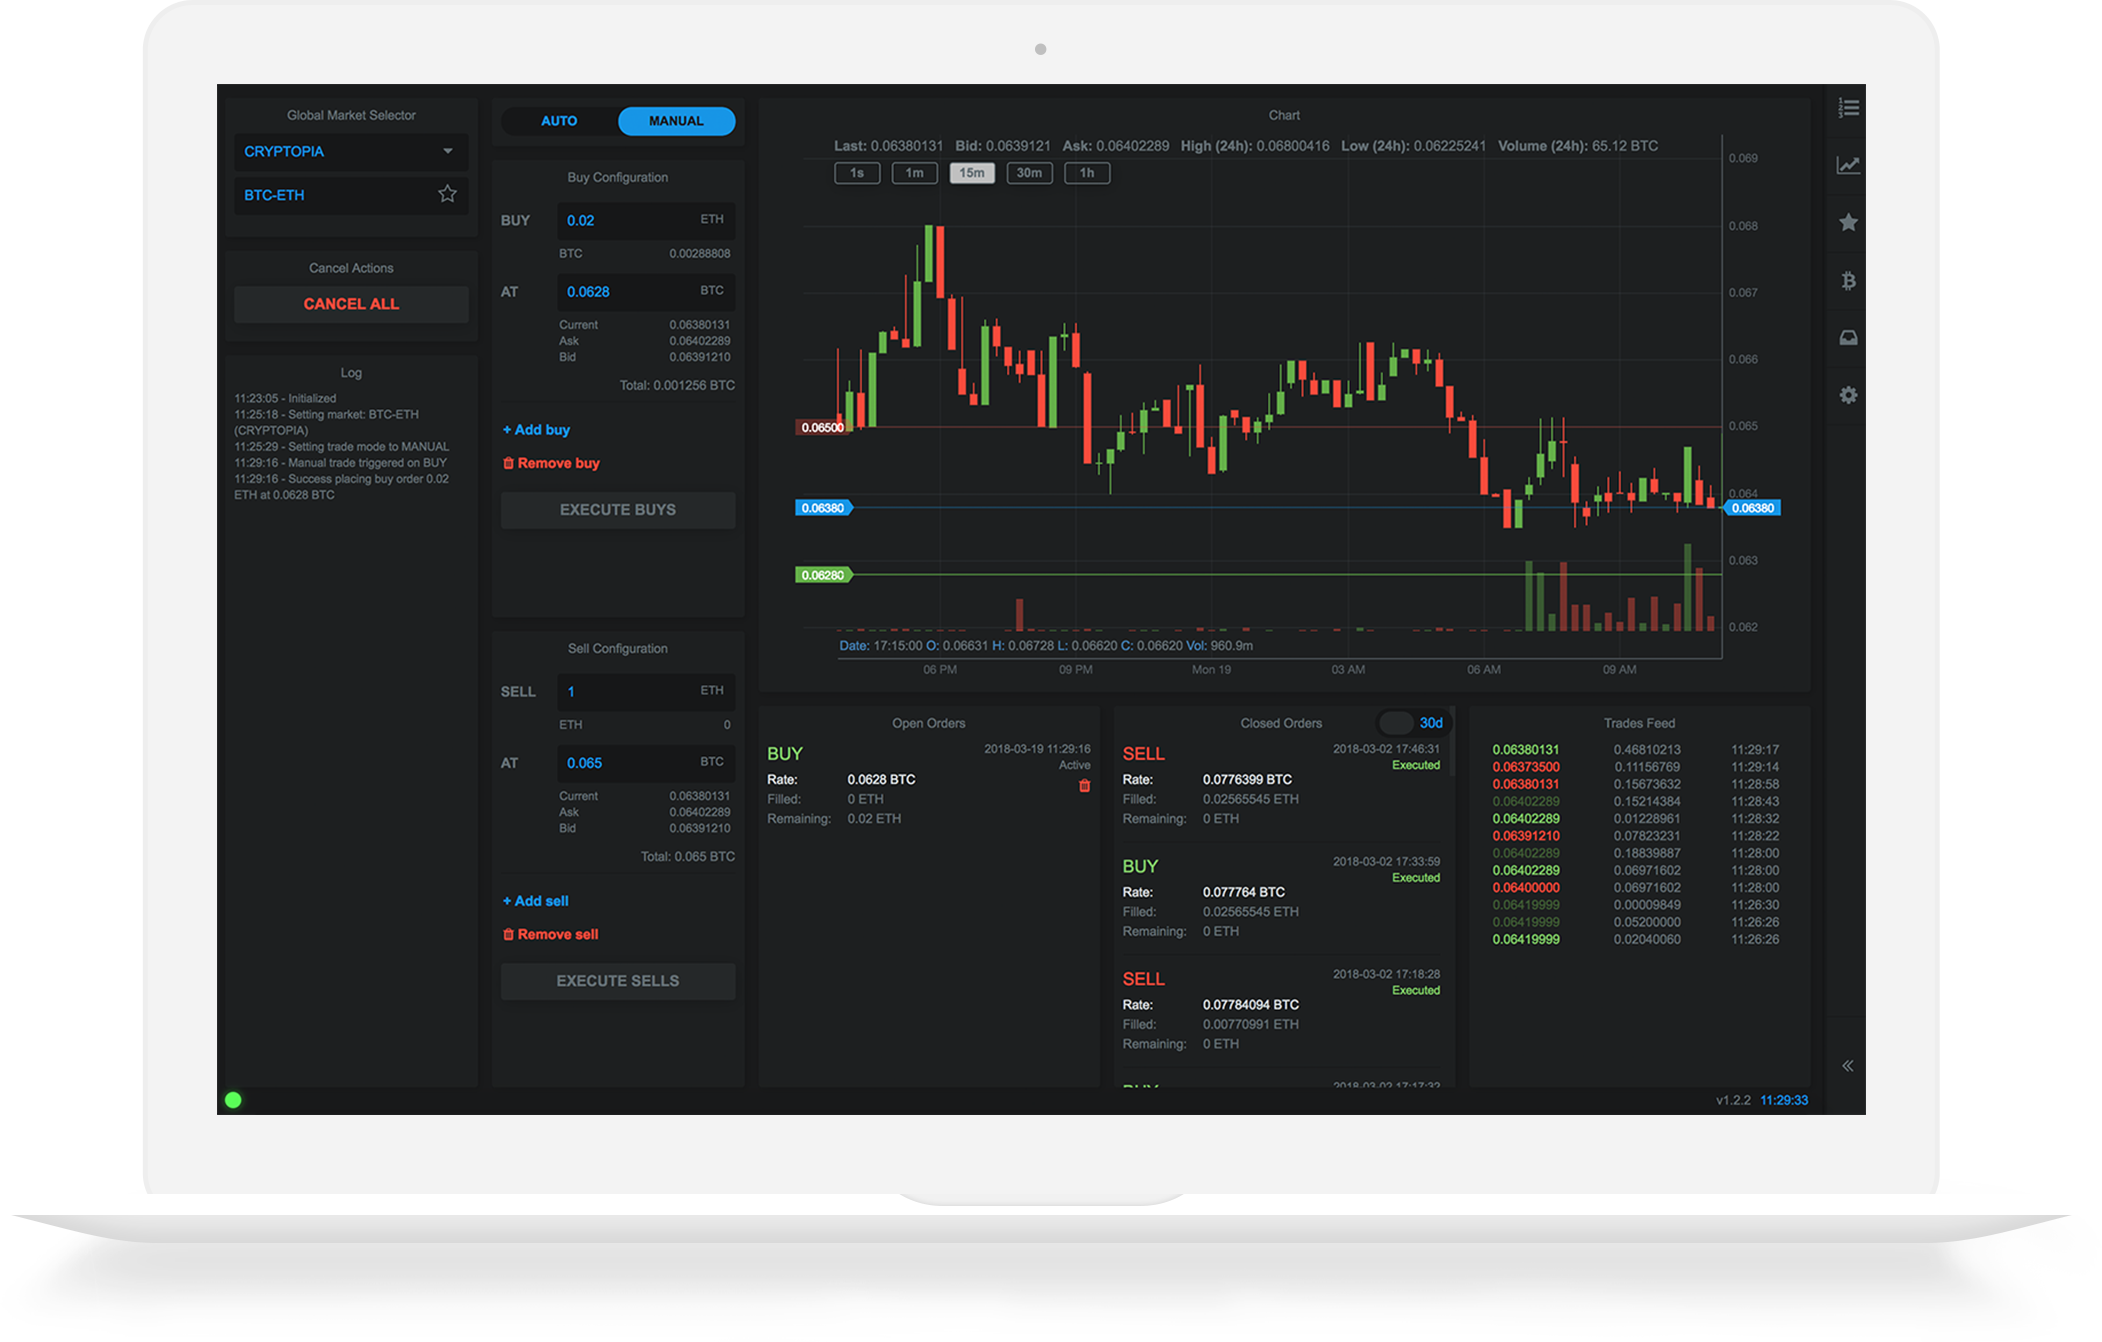 Global Market Selector
CRYPTOPIA
BTC-ETH
Cancel Actions
CANCEL ALL
Log
11:23:05 - Initialized
11:25:18 - Setting market: BTC-ETH
(CRYPTOPIA)
11:25:29 - Setting trade mode to MANUAL
11:29:16 - Manual trade triggered on BUY
11:29:16 - Success placing buy order 0.02
ETH at 0.0628 BTC
AUTO MANUAL
Buy Configuration
BUY 0.02 ETH
BTC 0.00288808
AT 0.0628 BTC
Current 0.06380131
Ask 0.06402289
Bid 0.06391210
Total: 0.001256 BTC
+ Add buy
Remove buy
EXECUTE BUYS
Sell Configuration
SELL 1 ETH
ETH 0
AT 0.065 BTC
Current 0.06380131
Ask 0.06402289
Bid 0.06391210
Total: 0.065 BTC
+ Add sell
Remove sell
EXECUTE SELLS
Chart
Last: 0.06380131 Bid: 0.0639121 Ask: 0.06402289 High (24h): 0.06800416 Low (24h): 0.06225241 Volume (24h): 65.12 BTC
1s 1m 15m 30m 1h
0.069
0.068
0.067
0.066
0.06500 0.065
0.064
0.06380 0.06380
0.063
0.06280
0.062
Date: 17:15:00 O: 0.06631 H: 0.06728 L: 0.06620 C: 0.06620 Vol: 960.9m
06 PM 09 PM Mon 19 03 AM 06 AM 09 AM
Open Orders
BUY 2018-03-19 11:29:16
Active
Rate: 0.0628 BTC
Filled: 0 ETH
Remaining: 0.02 ETH
Closed Orders 30d
SELL 2018-03-02 17:46:31
Executed
Rate: 0.0776399 BTC
Filled: 0.02565545 ETH
Remaining: 0 ETH
BUY 2018-03-02 17:33:59
Executed
Rate: 0.077764 BTC
Filled: 0.02565545 ETH
Remaining: 0 ETH
SELL 2018-03-02 17:18:28
Executed
Rate: 0.07784094 BTC
Filled: 0.00770991 ETH
Remaining: 0 ETH
BUY 2018-03-02 17:17:32
Trades Feed
0.06380131 0.46810213 11:29:17
0.06373500 0.11156769 11:29:14
0.06380131 0.15673632 11:28:58
0.06402289 0.15214384 11:28:43
0.06402289 0.01228961 11:28:32
0.06391210 0.07823231 11:28:22
0.06402289 0.18839887 11:28:00
0.06402289 0.06971602 11:28:00
0.06400000 0.06971602 11:28:00
0.06419999 0.00009849 11:26:30
0.06419999 0.05200000 11:26:26
0.06419999 0.02040060 11:26:26
v1.2.2 11:29:33